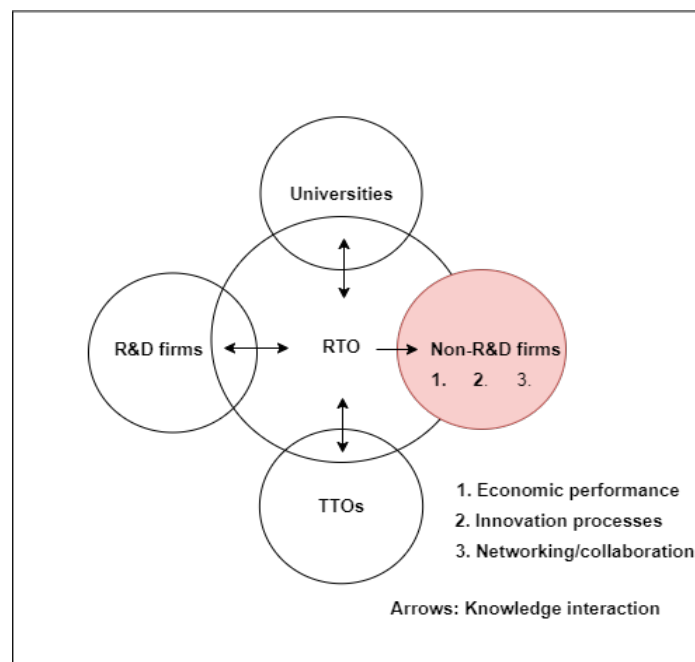 Universities
R&D firms
RTO
Non-R&D firms
1. 2. 3.
TTOs
1. Economic performance
2. Innovation processes
3. Networking/collaboration
Arrows: Knowledge interaction